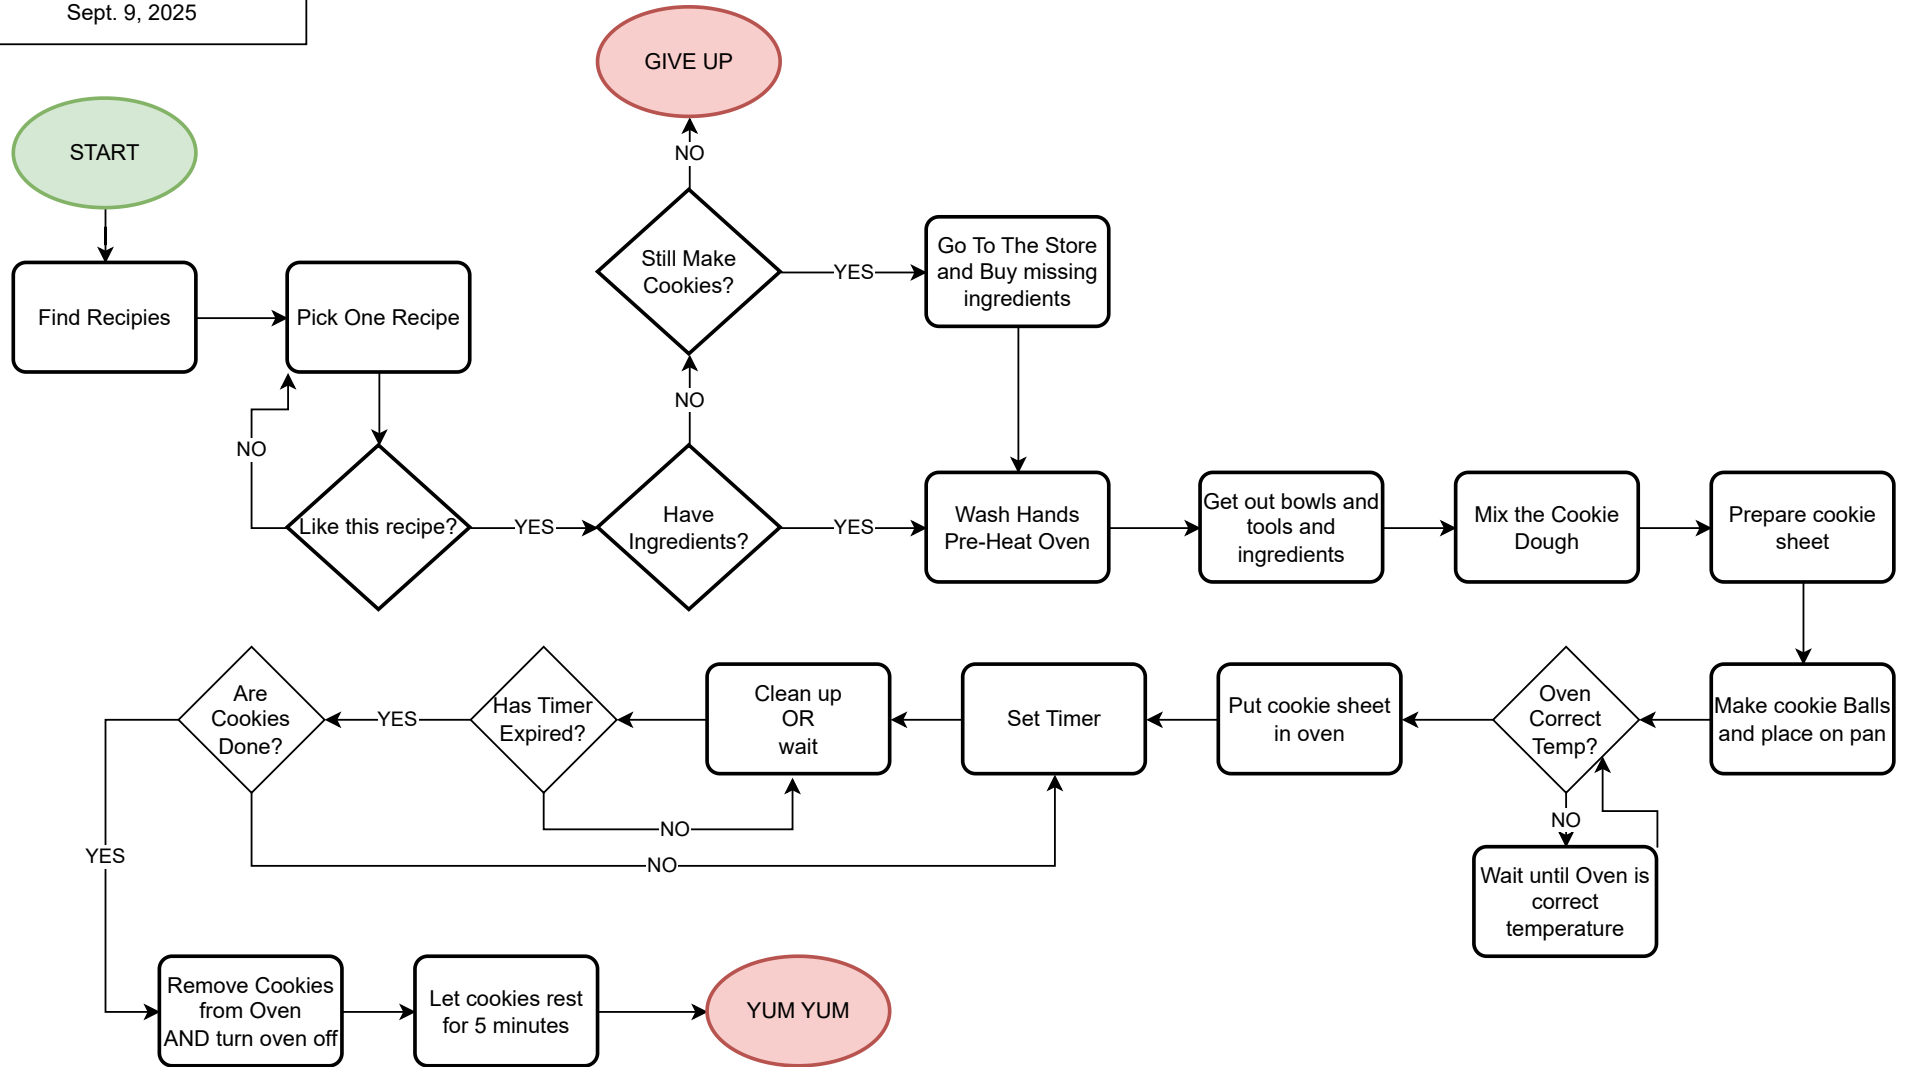 Sept. 9, 2025
GIVE UP
START
NO
Still Make
Cookies?
YES
Go To The Store
and Buy missing
ingredients
Find Recipies
Pick One Recipe
NO
NO
Like this recipe?
YES
Have
Ingredients?
YES
Wash Hands
Pre-Heat Oven
Get out bowls and
tools and
ingredients
Mix the Cookie
Dough
Prepare cookie
sheet
Make cookie Balls
and place on pan
Oven
Correct
Temp?
NO
Wait until Oven is
correct
temperature
Put cookie sheet
in oven
Set Timer
Clean up
OR
wait
Has Timer
Expired?
NO
YES
Are
Cookies
Done?
NO
YES
Remove Cookies
from Oven
AND turn oven off
Let cookies rest
for 5 minutes
YUM YUM